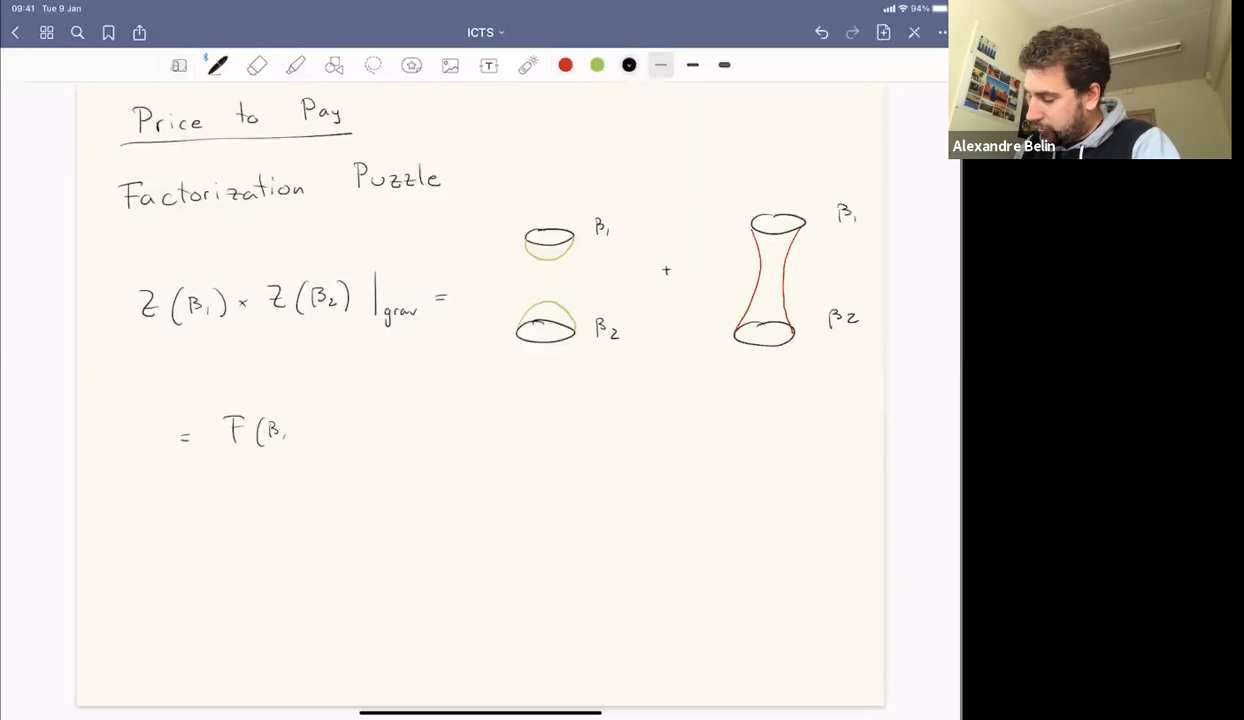 09:41 Tue 9 Jan
94%
ICTS
Alexandre Belin
Price to Pay
Factorization Puzzle
Z(β₁) × Z(β₂) |grav =
β₁
+
β₁
β₂
β2
= F(β₁